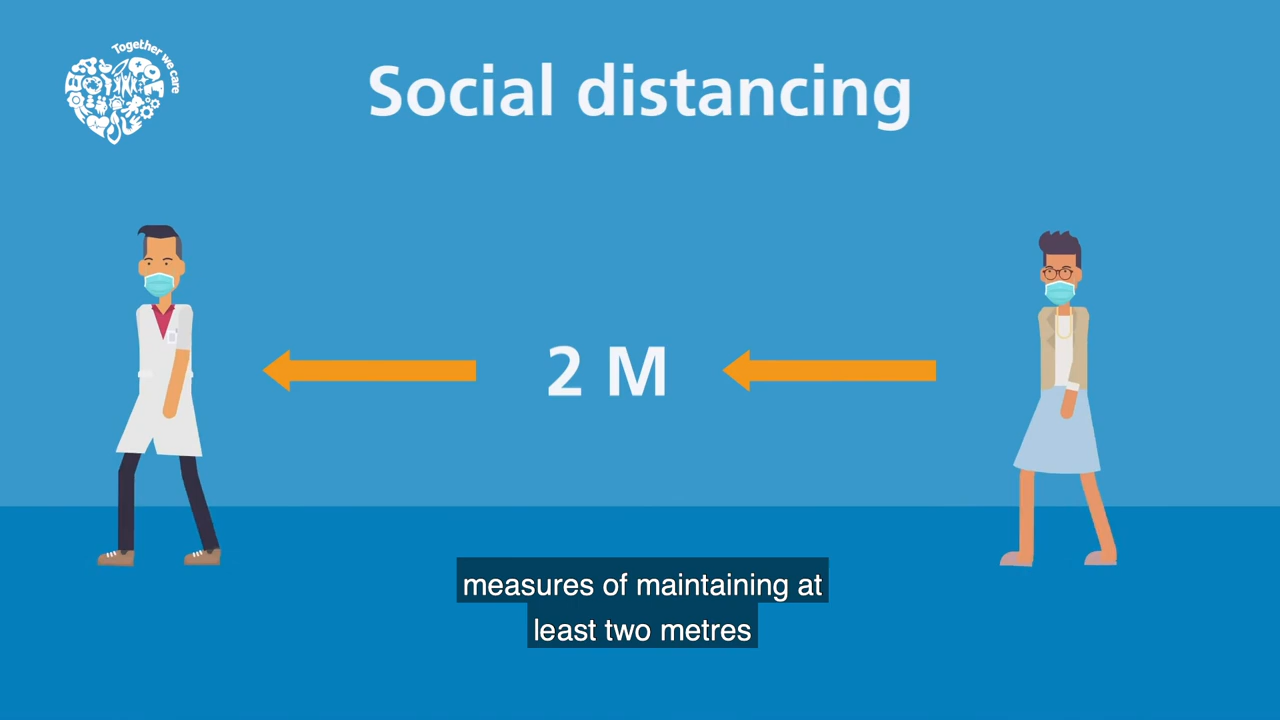 Together we care
Social distancing
2 M
measures of maintaining at
least two metres